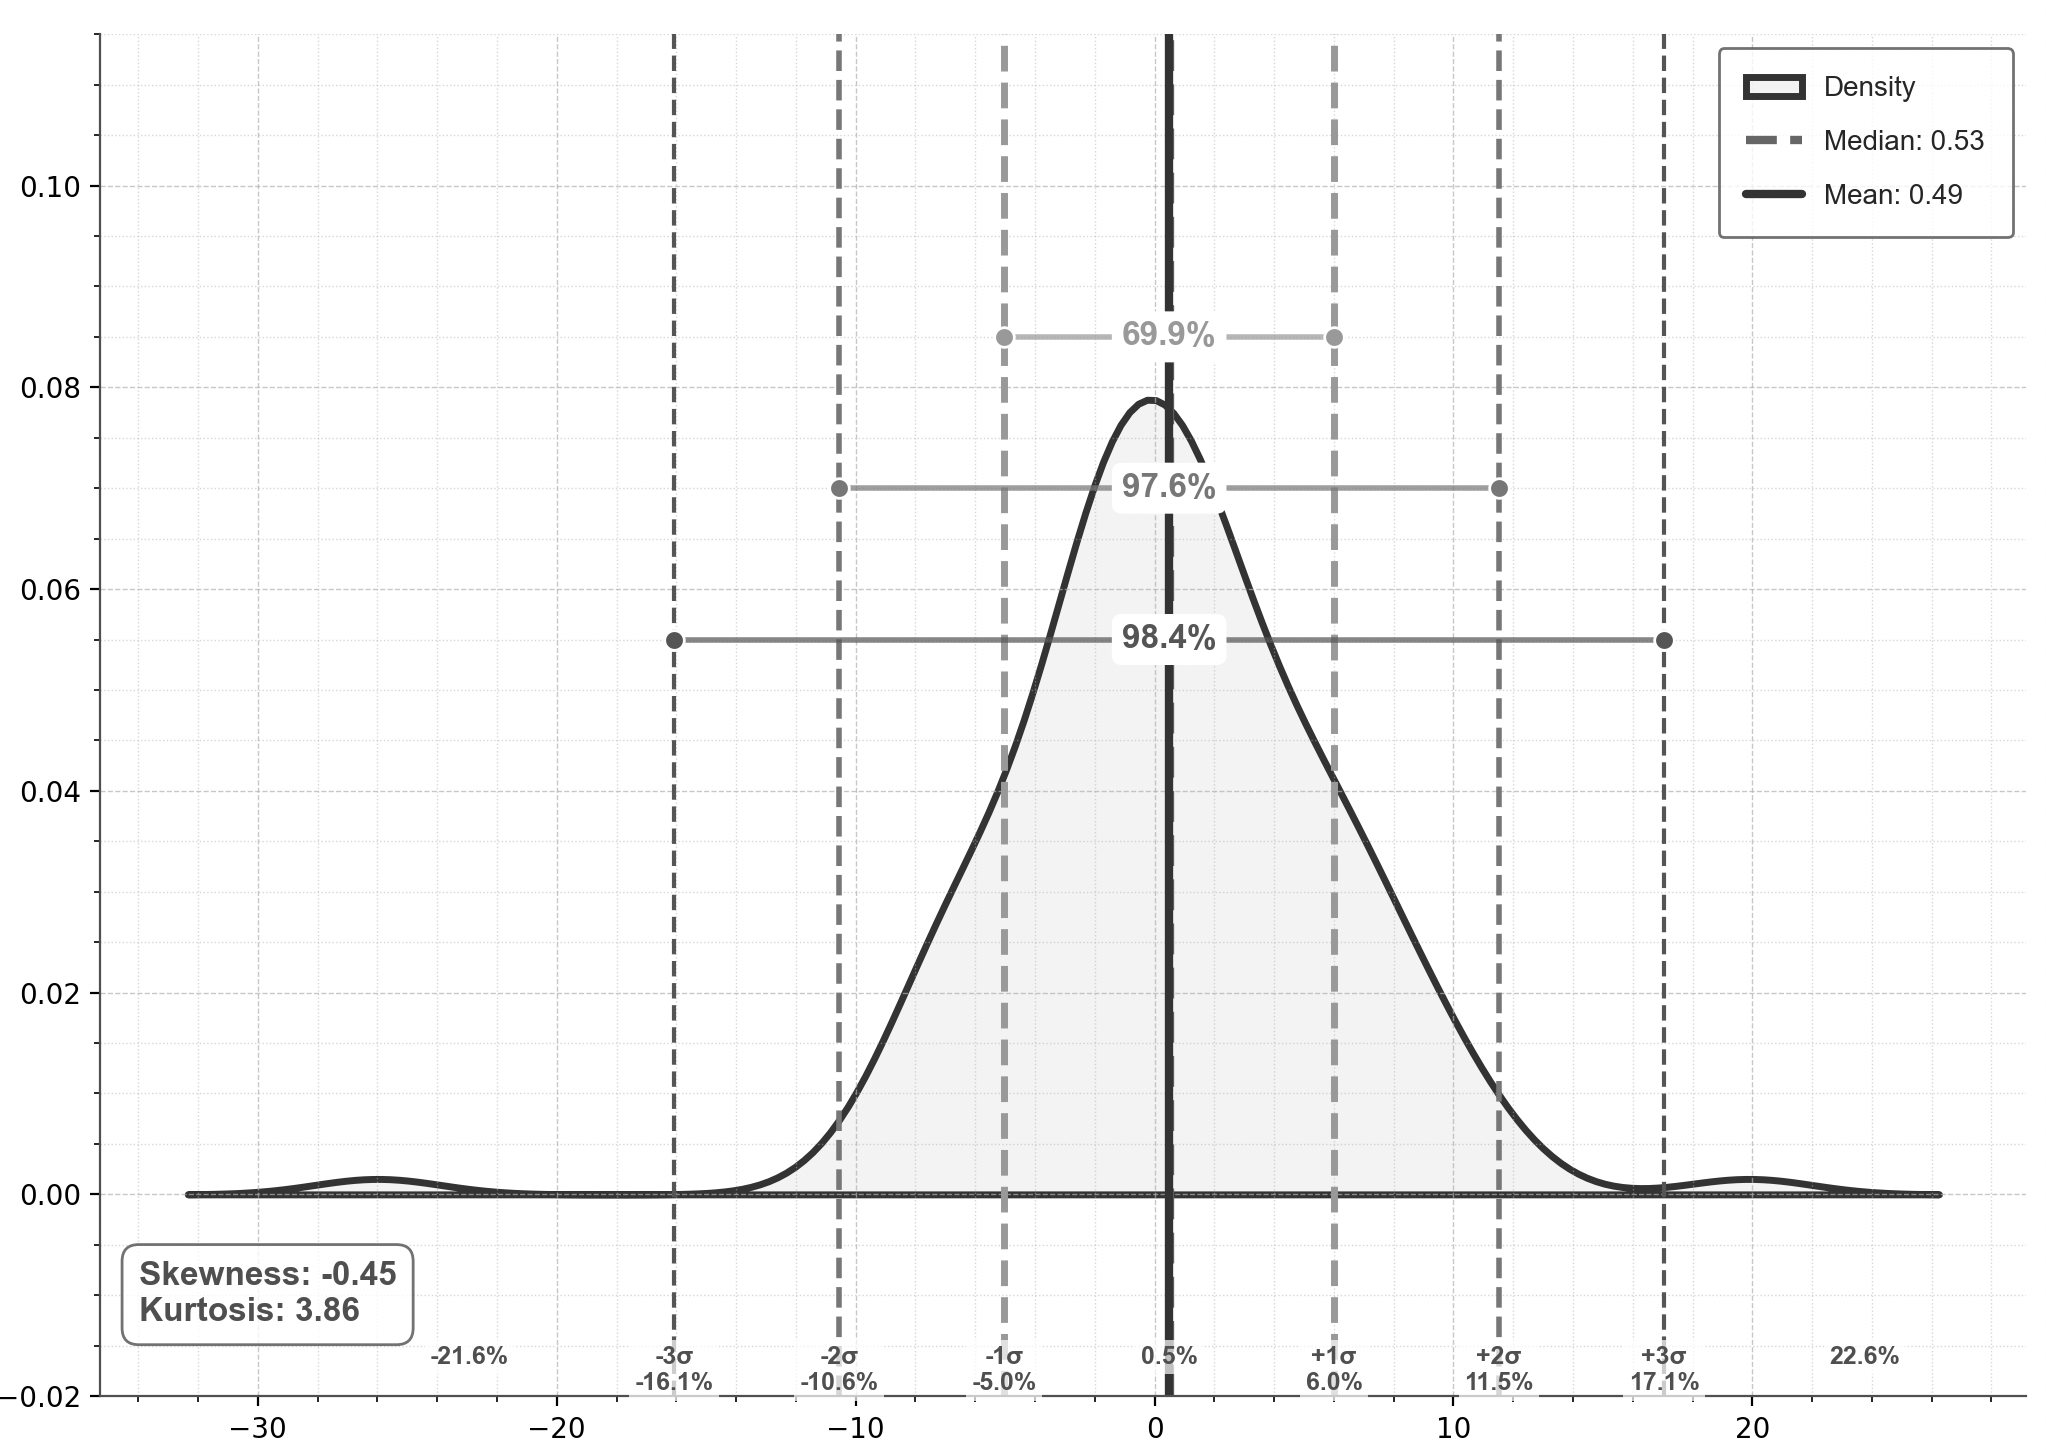 Density
Median: 0.53
Mean: 0.49
0.10
0.08
0.06
0.04
0.02
0.00
−0.02
69.9%
97.6%
98.4%
Skewness: -0.45
Kurtosis: 3.86
-21.6%
-3σ
-16.1%
-2σ
-10.6%
-1σ
-5.0%
0.5%
+1σ
6.0%
+2σ
11.5%
+3σ
17.1%
22.6%
−30
−20
−10
0
10
20